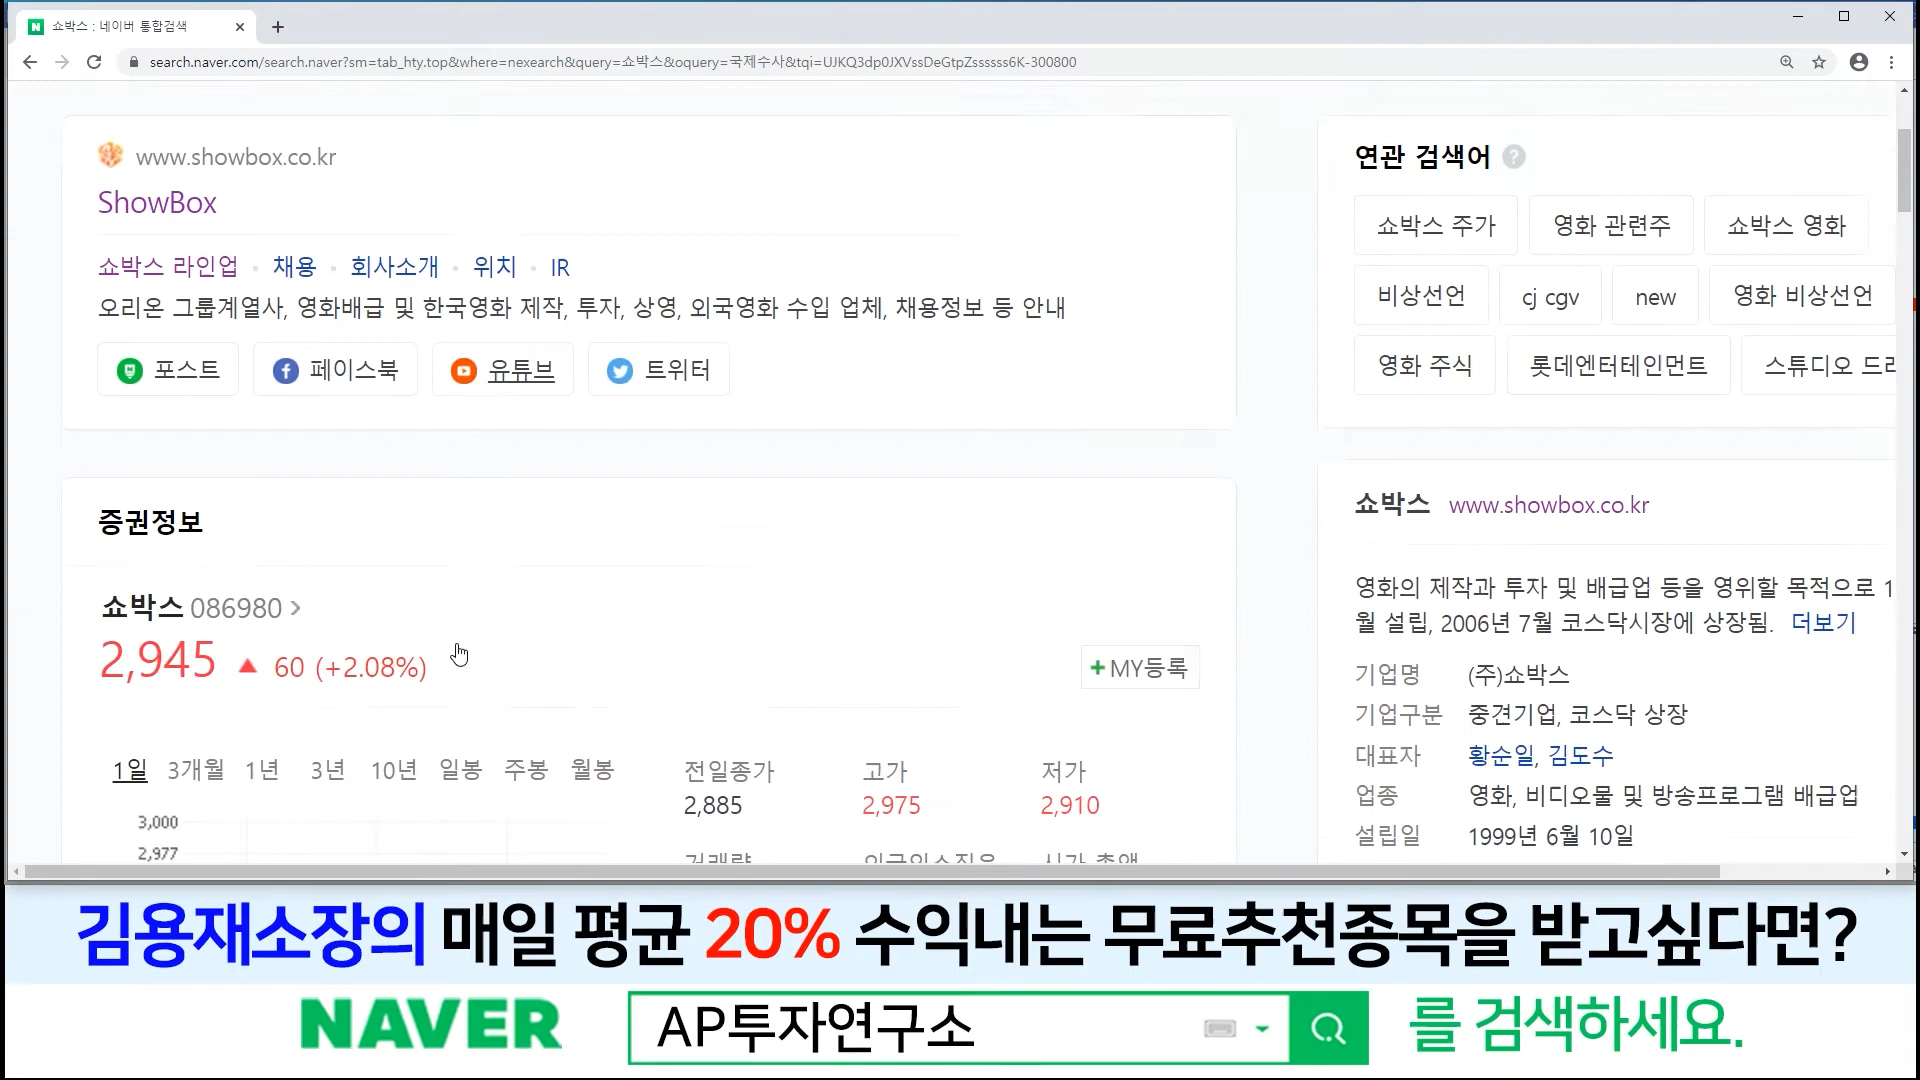 쇼박스 : 네이버 통합검색
search.naver.com/search.naver?sm=tab_hty.top&where=nexearch&query=쇼박스&oquery=국제수사&tqi=UJKQ3dp0JXVssDeGtpZssssss6K-300800
www.showbox.co.kr
ShowBox
쇼박스 라인업 · 채용 · 회사소개 · 위치 · IR
오리온 그룹계열사, 영화배급 및 한국영화 제작, 투자, 상영, 외국영화 수입 업체, 채용정보 등 안내
포스트 페이스북 유튜브 트위터
증권정보
쇼박스 086980 >
2,945 ▲ 60 (+2.08%)
+MY등록
1일 3개월 1년 3년 10년 일봉 주봉 월봉
3,000
2,977
전일종가 고가 저가
2,885 2,975 2,910
거래량 외국인소진율 시가 총액
연관 검색어 ?
쇼박스 주가 영화 관련주 쇼박스 영화
비상선언 cj cgv new 영화 비상선언
영화 주식 롯데엔터테인먼트 스튜디오 드
쇼박스 www.showbox.co.kr
영화의 제작과 투자 및 배급업 등을 영위할 목적으로 1
월 설립, 2006년 7월 코스닥시장에 상장됨. 더보기
기업명 (주)쇼박스
기업구분 중견기업, 코스닥 상장
대표자 황순일, 김도수
업종 영화, 비디오물 및 방송프로그램 배급업
설립일 1999년 6월 10일
김용재소장의 매일 평균 20% 수익내는 무료추천종목을 받고싶다면?
NAVER AP투자연구소 를 검색하세요.